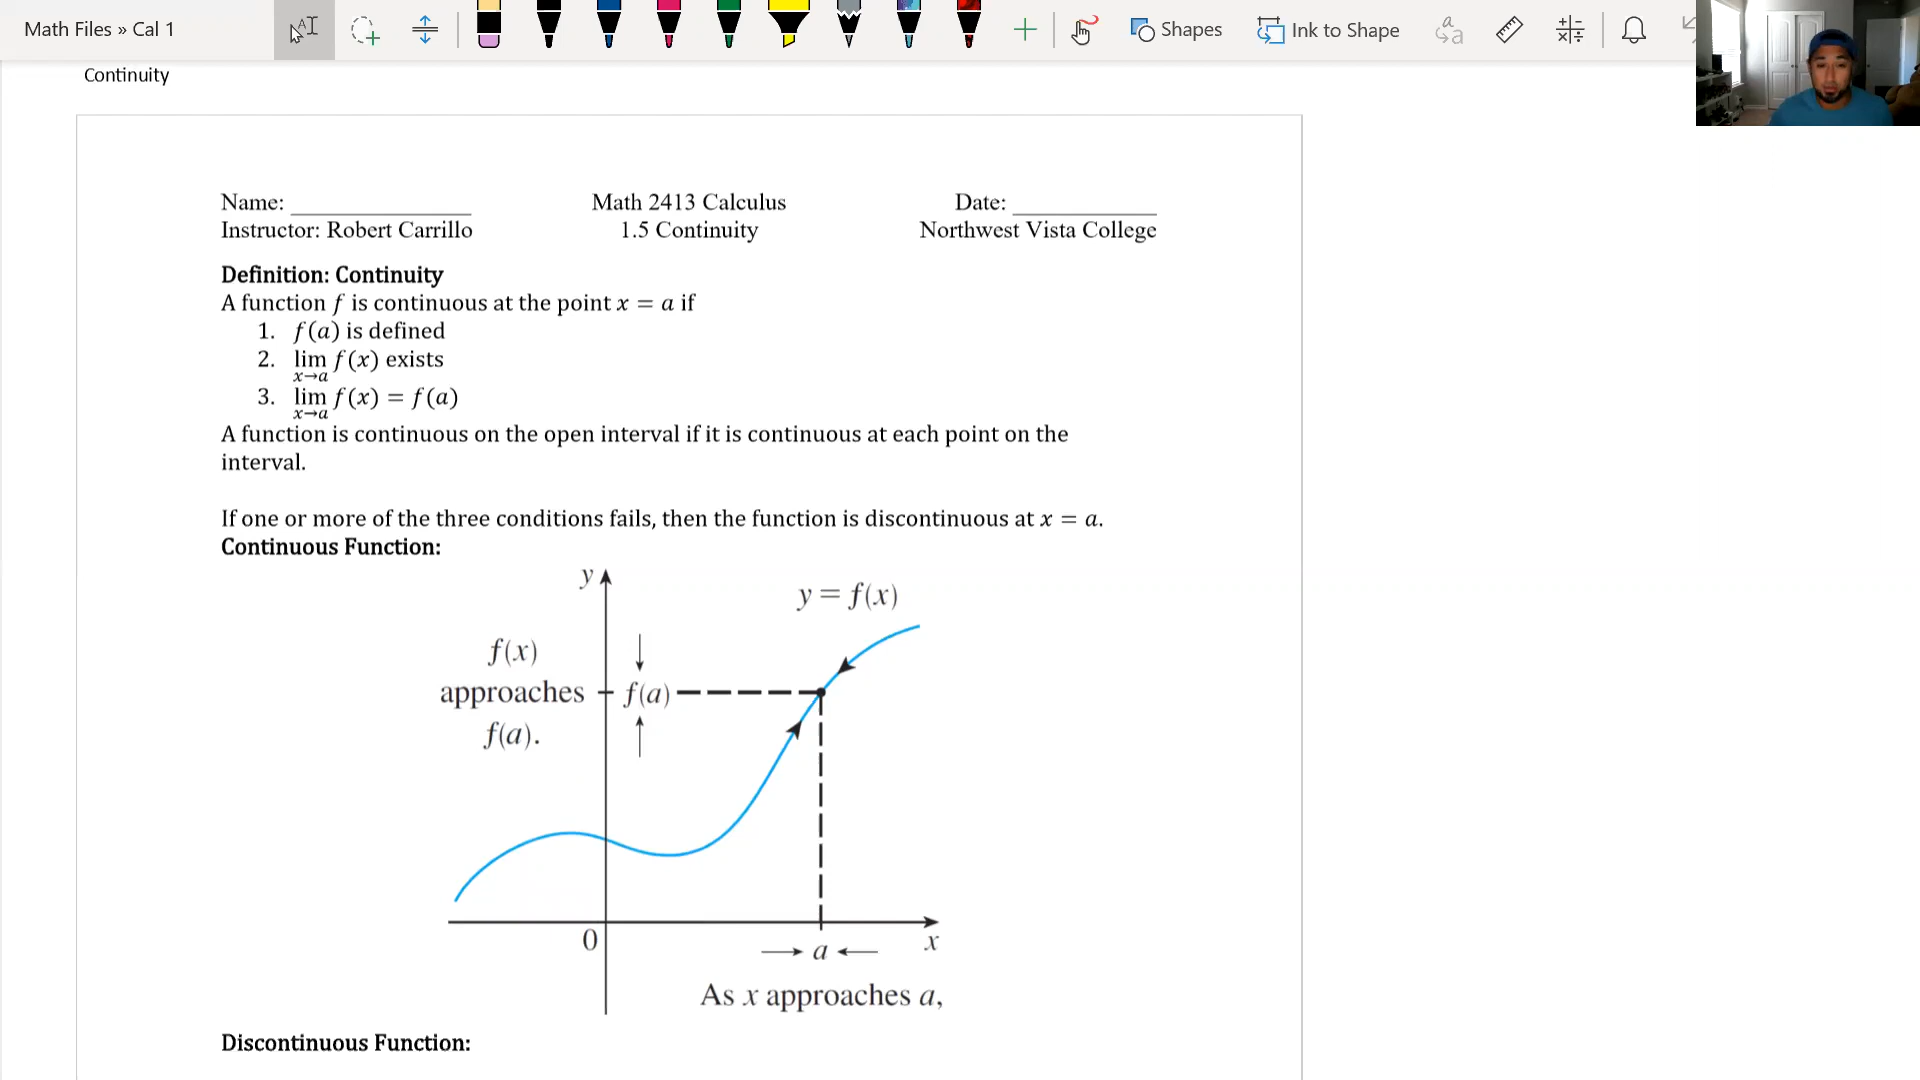 Math Files » Cal 1
Shapes
Ink to Shape
Continuity
Name: _______________ Math 2413 Calculus Date: ____________
Instructor: Robert Carrillo 1.5 Continuity Northwest Vista College
Definition: Continuity
A function f is continuous at the point x = a if
1. f(a) is defined
2. lim f(x) exists
x→a
3. lim f(x) = f(a)
x→a
A function is continuous on the open interval if it is continuous at each point on the
interval.
If one or more of the three conditions fails, then the function is discontinuous at x = a.
Continuous Function:
y
y = f(x)
f(x)
approaches f(a)
f(a).
0
→ a ← x
As x approaches a,
Discontinuous Function: